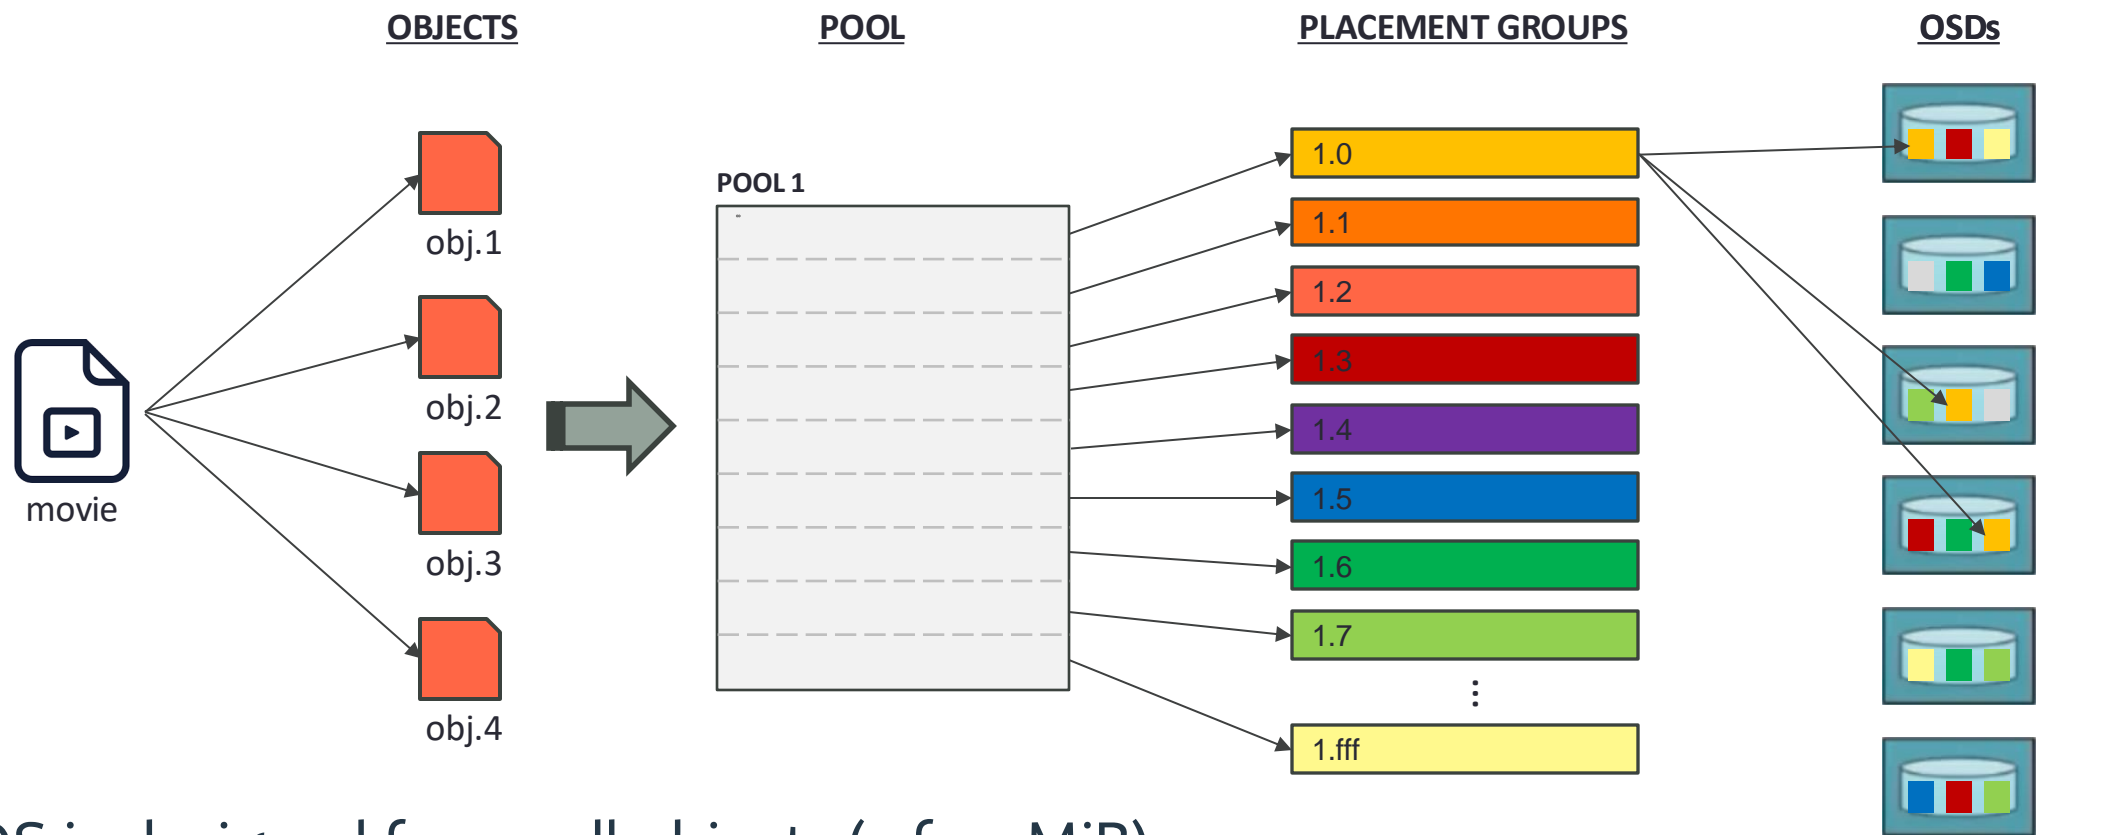 OBJECTS
POOL
PLACEMENT GROUPS
OSDs
movie
obj.1
obj.2
obj.3
obj.4
POOL 1
-
1.0
1.1
1.2
1.3
1.4
1.5
1.6
1.7
⋮
1.fff